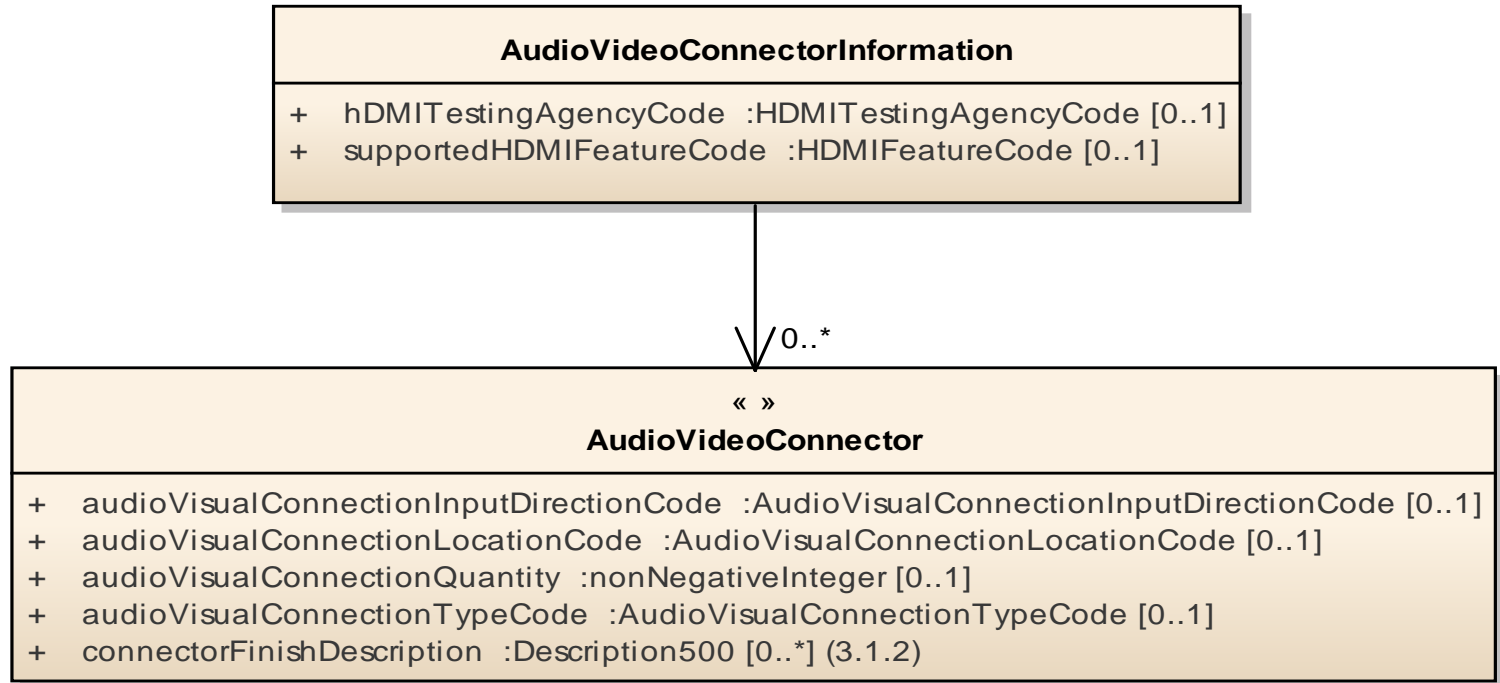 AudioVideoConnectorInformation
+ hDMITestingAgencyCode :HDMITestingAgencyCode [0..1]
+ supportedHDMIFeatureCode :HDMIFeatureCode [0..1]
0..*
« »
AudioVideoConnector
+ audioVisualConnectionInputDirectionCode :AudioVisualConnectionInputDirectionCode [0..1]
+ audioVisualConnectionLocationCode :AudioVisualConnectionLocationCode [0..1]
+ audioVisualConnectionQuantity :nonNegativeInteger [0..1]
+ audioVisualConnectionTypeCode :AudioVisualConnectionTypeCode [0..1]
+ connectorFinishDescription :Description500 [0..*] (3.1.2)